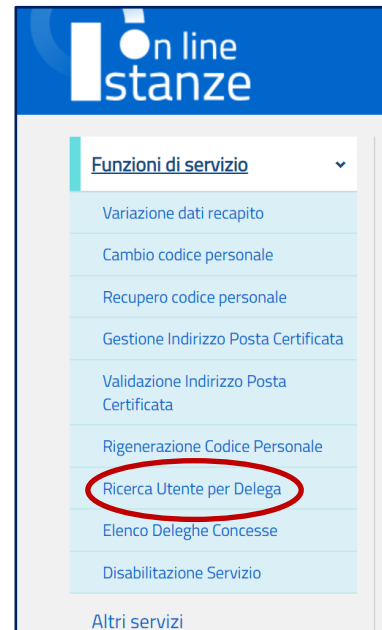 On line
Istanze
Funzioni di servizio
Variazione dati recapito
Cambio codice personale
Recupero codice personale
Gestione Indirizzo Posta Certificata
Validazione Indirizzo Posta
Certificata
Rigenerazione Codice Personale
Ricerca Utente per Delega
Elenco Deleghe Concesse
Disabilitazione Servizio
Altri servizi